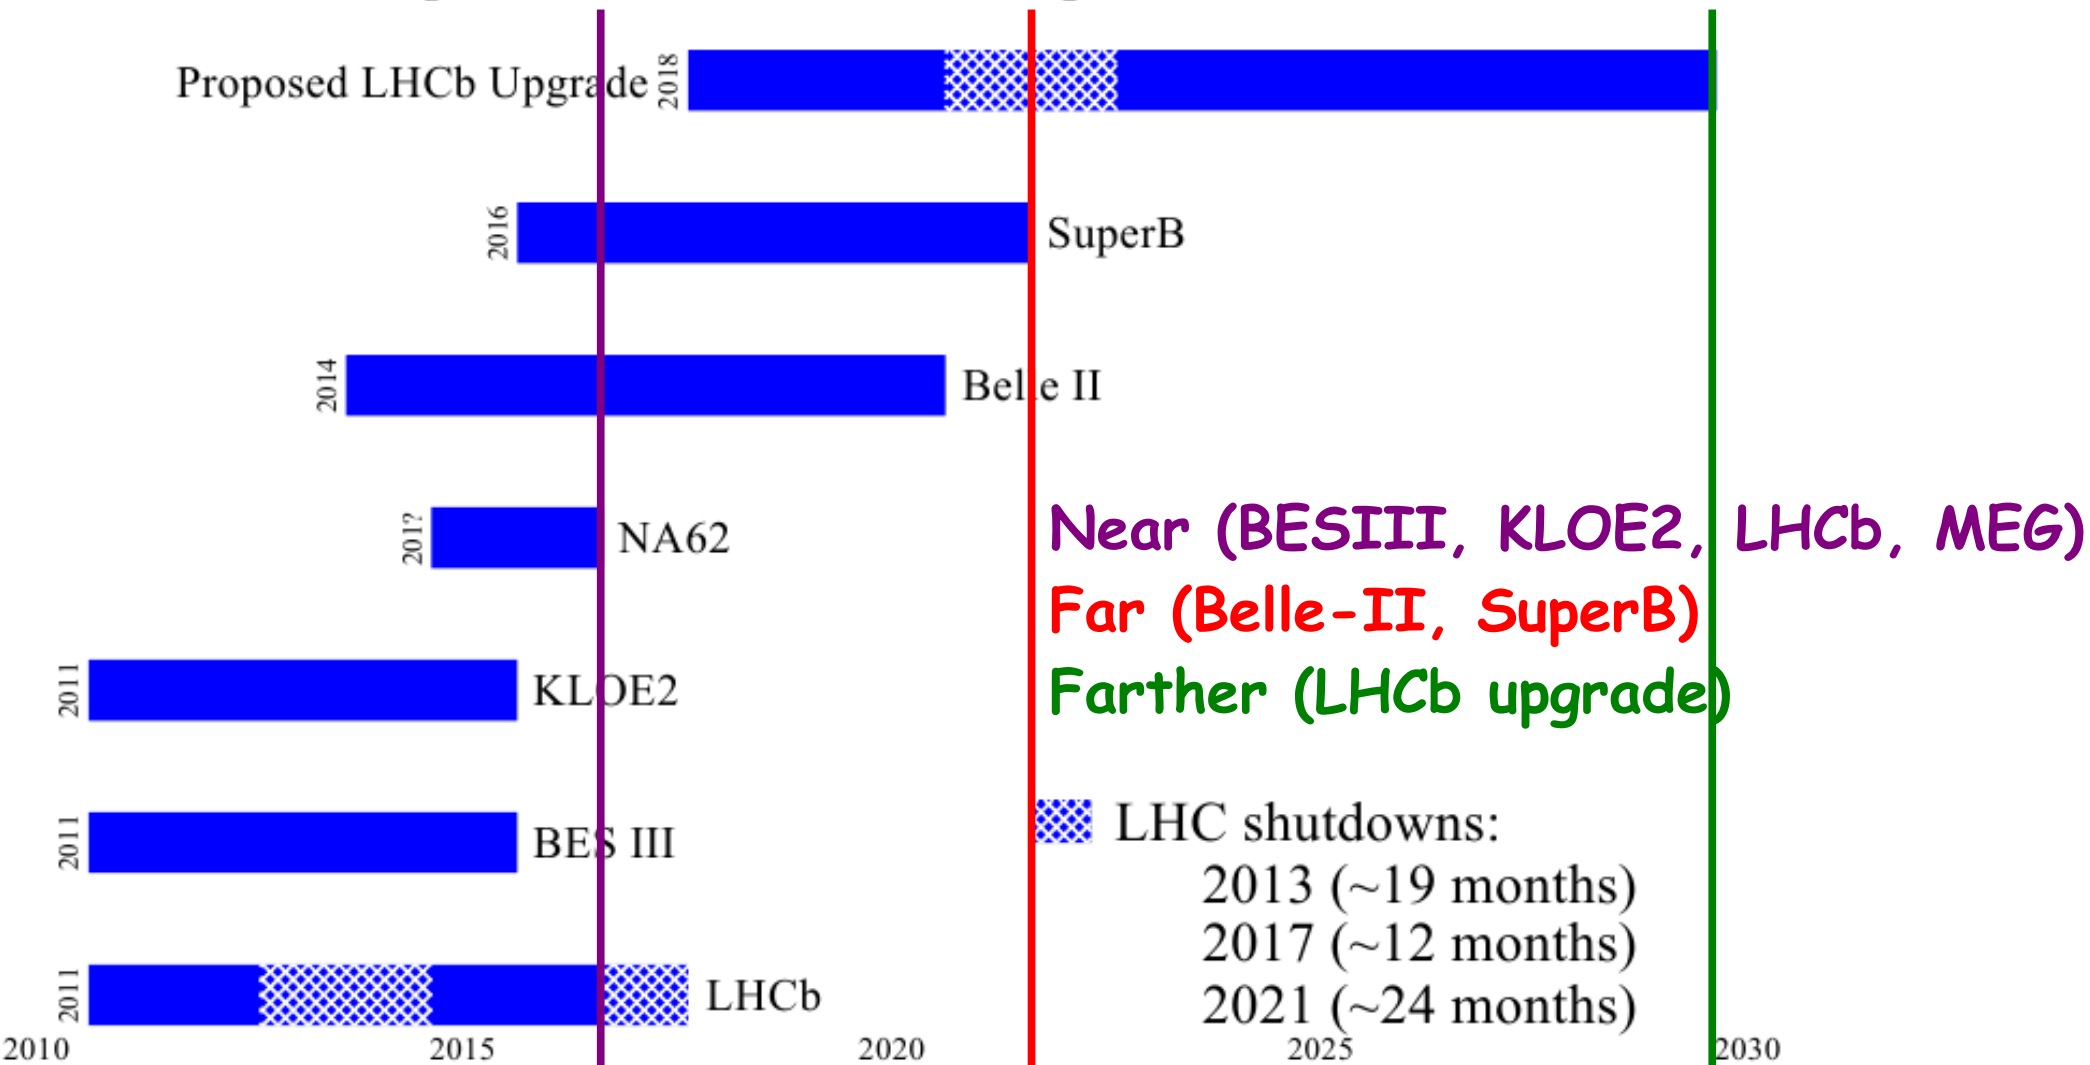 Proposed LHCb Upgrade 2018
2016 SuperB
2014 Belle II
201? NA62
Near (BESIII, KLOE2, LHCb, MEG)
Far (Belle-II, SuperB)
2011 KLOE2
Farther (LHCb upgrade)
2011 BES III
LHC shutdowns:
2013 (~19 months)
2017 (~12 months)
2021 (~24 months)
2011 LHCb
2010 2015 2020 2025 2030